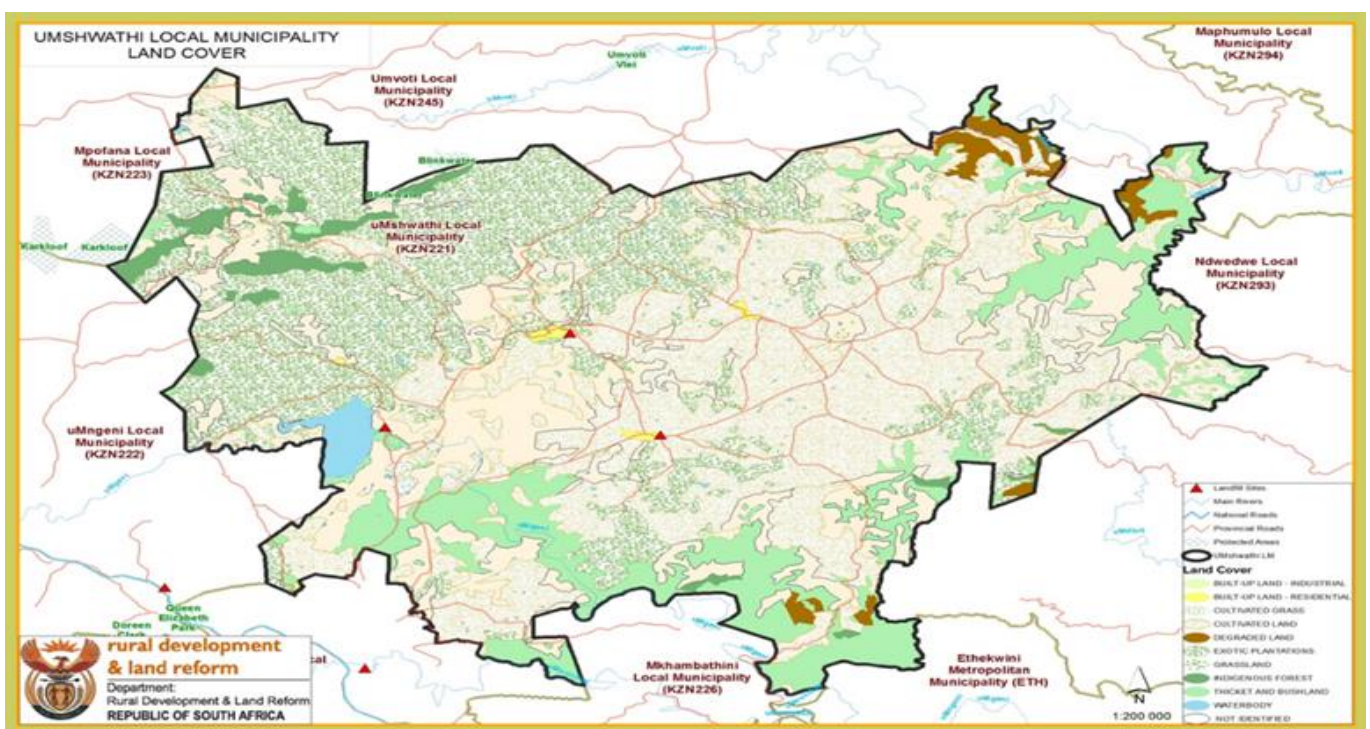 UMSHWATHI LOCAL MUNICIPALITY
LAND COVER
Maphumulo Local
Municipality
(KZN294)
Umvoti
Vlei
Umvoti Local
Municipality
(KZN245)
Mpofana Local
Municipality
(KZN223)
Blinkwater
Karkloof
Karkloof
uMshwathi Local
Municipality
(KZN221)
Ndwedwe Local
Municipality
(KZN293)
uMngeni Local
Municipality
(KZN222)
Queen
Elizabeth
Park
Doreen
Mkhambathini
Local Municipality
(KZN226)
Ethekwini
Metropolitan
Municipality (ETH)
N
1:200 000
Landfill Sites
Main Rivers
National Roads
Provincial Roads
Protected Areas
UMshwathi LM
Land Cover
BUILT-UP LAND - INDUSTRIAL
BUILT-UP LAND - RESIDENTIAL
CULTIVATED GRASS
CULTIVATED LAND
DEGRADED LAND
EXOTIC PLANTATIONS
GRASSLAND
INDIGENOUS FOREST
THICKET AND BUSHLAND
WATERBODY
NOT IDENTIFIED
rural development
& land reform
Department:
Rural Development & Land Reform
REPUBLIC OF SOUTH AFRICA